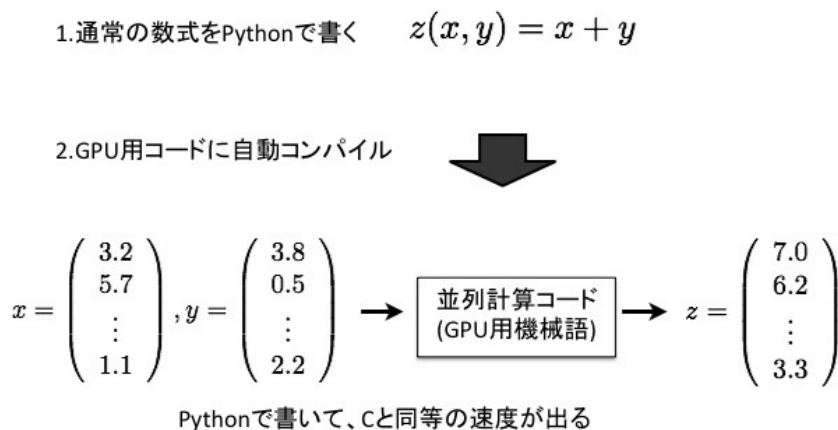 1.通常の数式をPythonで書く z(x, y) = x + y
2.GPU用コードに自動コンパイル
x = ( 3.2 5.7 ⋮ 1.1 ) , y = ( 3.8 0.5 ⋮ 2.2 ) → 並列計算コード (GPU用機械語) → z = ( 7.0 6.2 ⋮ 3.3 )
Pythonで書いて、Cと同等の速度が出る